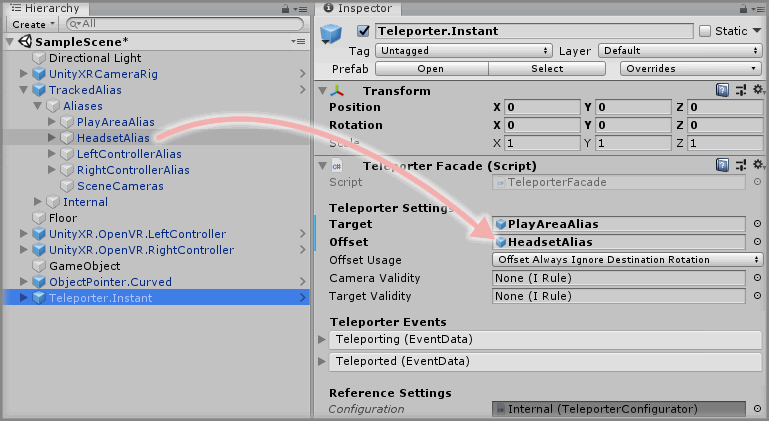 Hierarchy
Create
All
SampleScene*
Directional Light
UnityXRCameraRig
TrackedAlias
Aliases
PlayAreaAlias
HeadsetAlias
LeftControllerAlias
RightControllerAlias
SceneCameras
Internal
Floor
UnityXR.OpenVR.LeftController
UnityXR.OpenVR.RightController
GameObject
ObjectPointer.Curved
Teleporter.Instant
Inspector
Teleporter.Instant Static
Tag Untagged Layer Default
Prefab Open Select Overrides
Transform
Position X 0 Y 0 Z 0
Rotation X 0 Y 0 Z 0
Scale X 1 Y 1 Z 1
Teleporter Facade (Script)
Script TeleporterFacade
Teleporter Settings
Target PlayAreaAlias
Offset HeadsetAlias
Offset Usage Offset Always Ignore Destination Rotation
Camera Validity None (I Rule)
Target Validity None (I Rule)
Teleporter Events
Teleporting (EventData)
Teleported (EventData)
Reference Settings
Configuration Internal (TeleporterConfigurator)